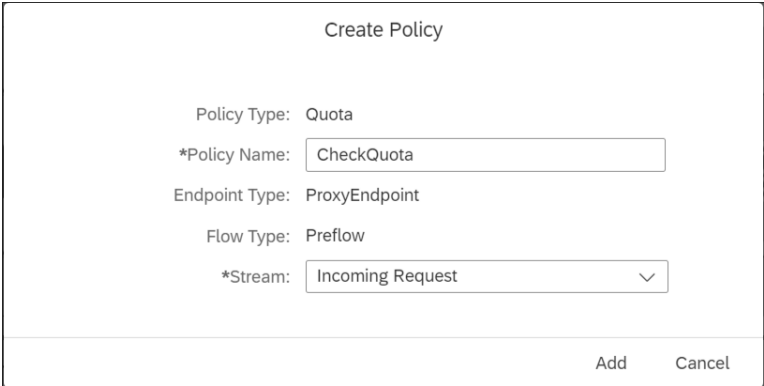 Create Policy
Policy Type: Quota
*Policy Name: CheckQuota
Endpoint Type: ProxyEndpoint
Flow Type: Preflow
*Stream: Incoming Request
Add Cancel